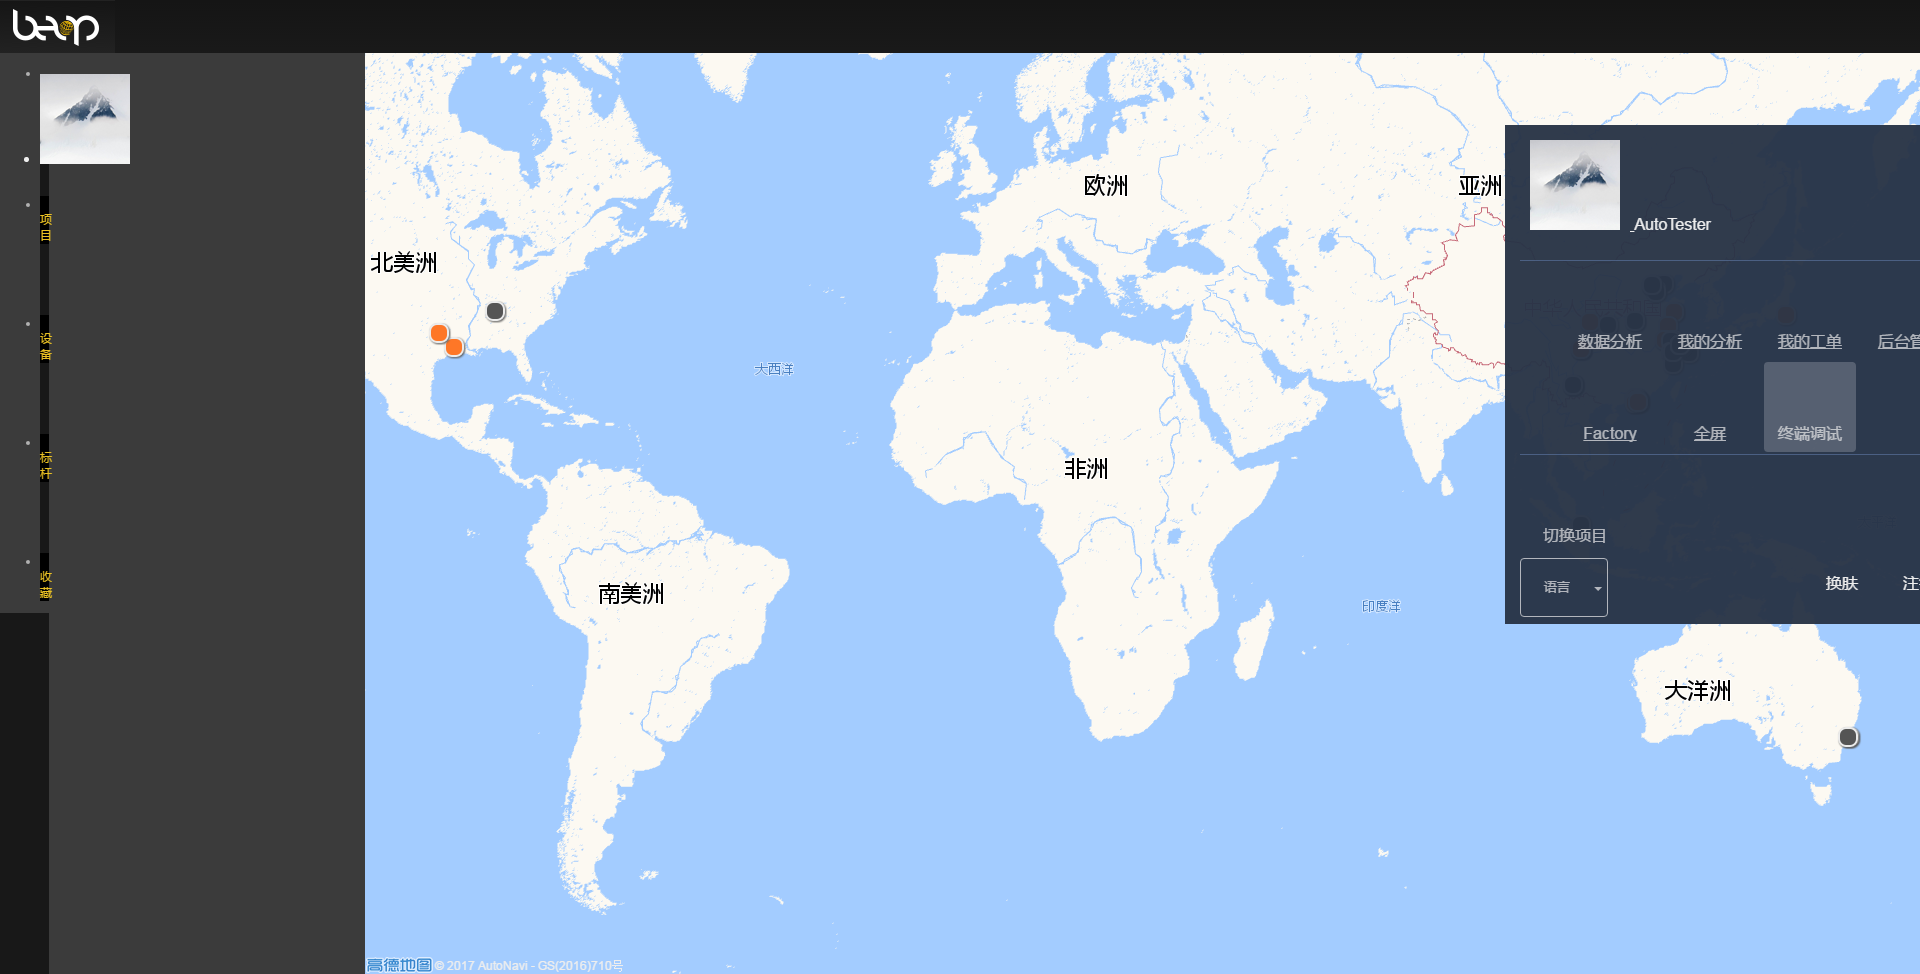 beop
项
目
设
备
标
杆
收
藏
北美洲
大西洋
南美洲
欧洲
亚洲
非洲
印度洋
大洋洲
_AutoTester
数据分析 我的分析 我的工单 后台管
Factory 全屏 终端调试
切换项目
语言
换肤 注
高德地图 © 2017 AutoNavi - GS(2016)710号